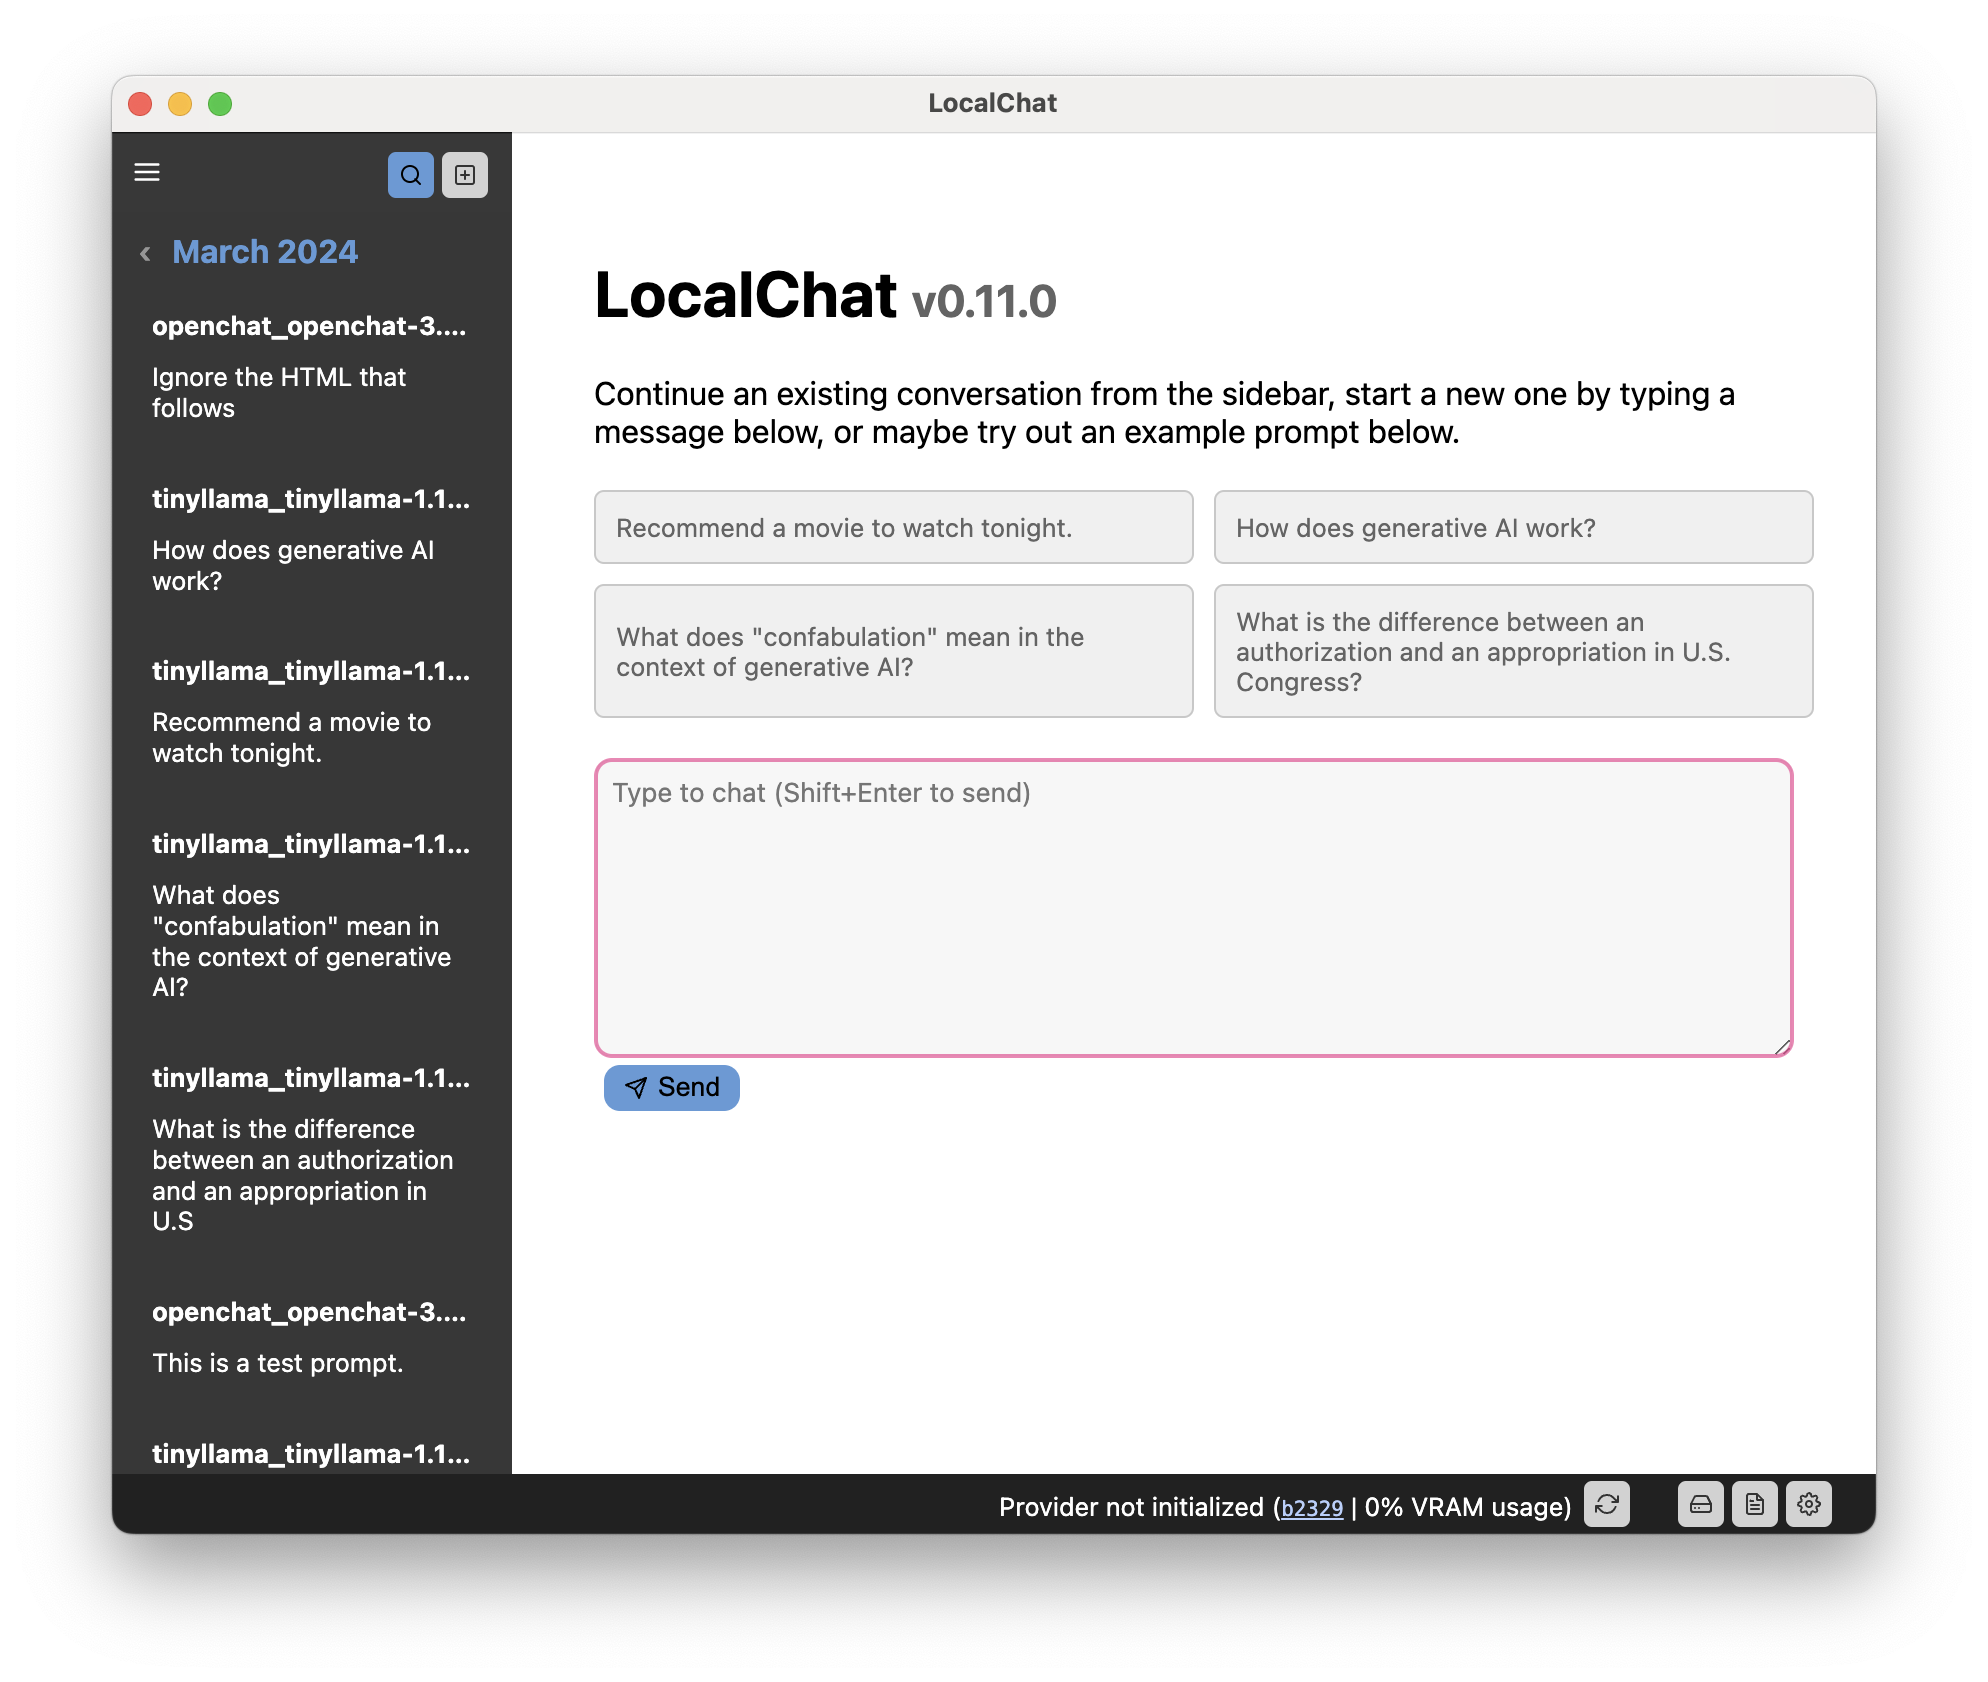 LocalChat
‹ March 2024
openchat_openchat-3....
Ignore the HTML that
follows
tinyllama_tinyllama-1.1...
How does generative AI
work?
tinyllama_tinyllama-1.1...
Recommend a movie to
watch tonight.
tinyllama_tinyllama-1.1...
What does
"confabulation" mean in
the context of generative
AI?
tinyllama_tinyllama-1.1...
What is the difference
between an authorization
and an appropriation in
U.S
openchat_openchat-3....
This is a test prompt.
tinyllama_tinyllama-1.1...
LocalChat v0.11.0
Continue an existing conversation from the sidebar, start a new one by typing a
message below, or maybe try out an example prompt below.
Recommend a movie to watch tonight.
How does generative AI work?
What does "confabulation" mean in the
context of generative AI?
What is the difference between an
authorization and an appropriation in U.S.
Congress?
Type to chat (Shift+Enter to send)
Send
Provider not initialized (b2329 | 0% VRAM usage)